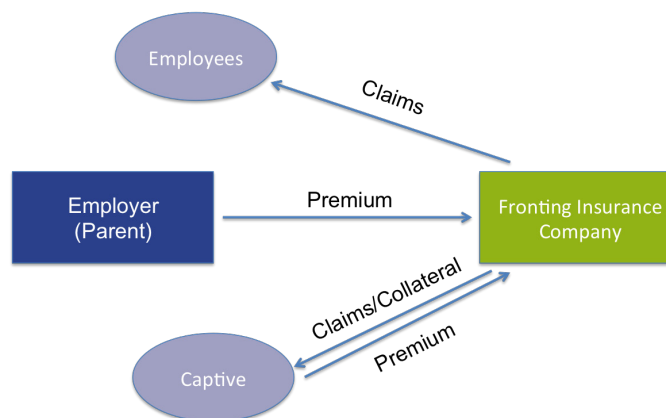 Employees
Claims
Employer
(Parent)
Premium
Fronting Insurance
Company
Claims/Collateral
Premium
Captive